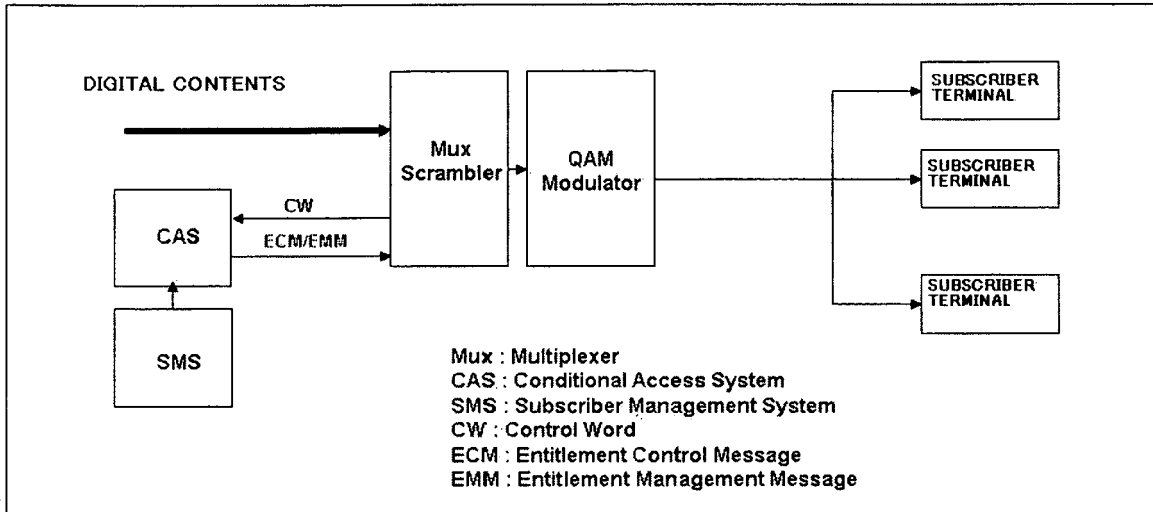 DIGITAL CONTENTS
Mux
Scrambler
QAM
Modulator
SUBSCRIBER
TERMINAL
SUBSCRIBER
TERMINAL
SUBSCRIBER
TERMINAL
CW
ECM/EMM
CAS
SMS
Mux : Multiplexer
CAS : Conditional Access System
SMS : Subscriber Management System
CW : Control Word
ECM : Entitlement Control Message
EMM : Entitlement Management Message